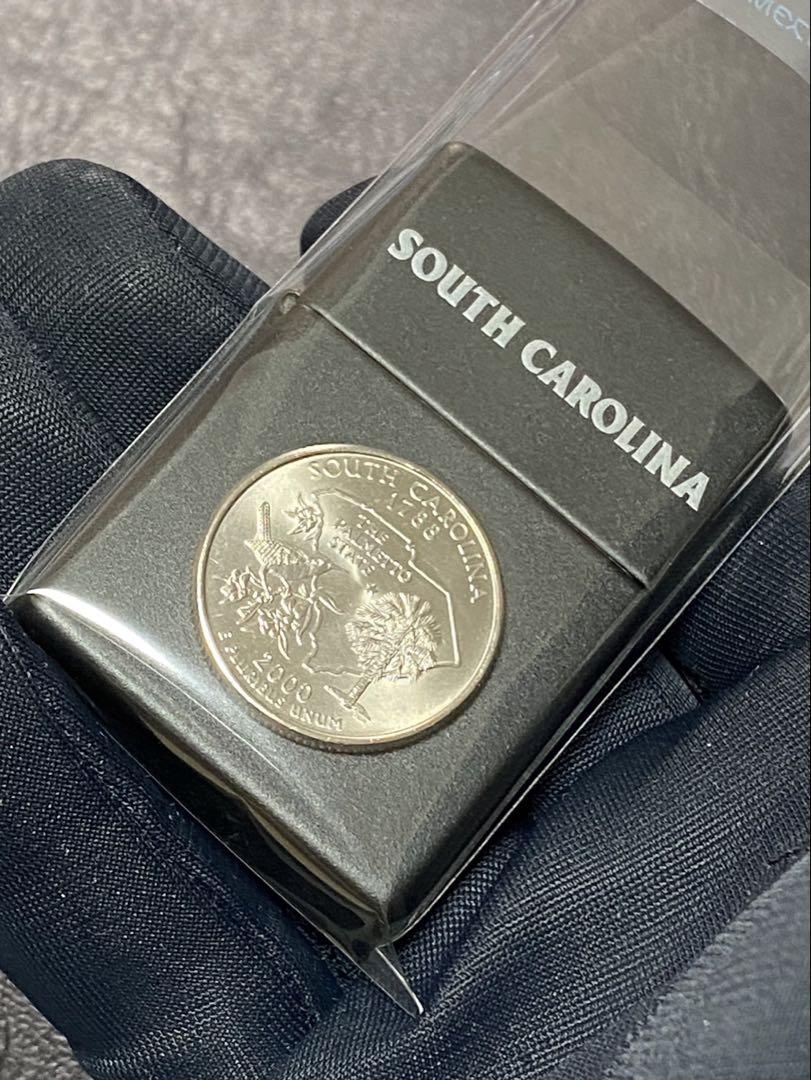 SOUTH CAROLINA
SOUTH CAROLINA
1788
THE
PALMETTO
STATE
2000
E PLURIBUS UNUM